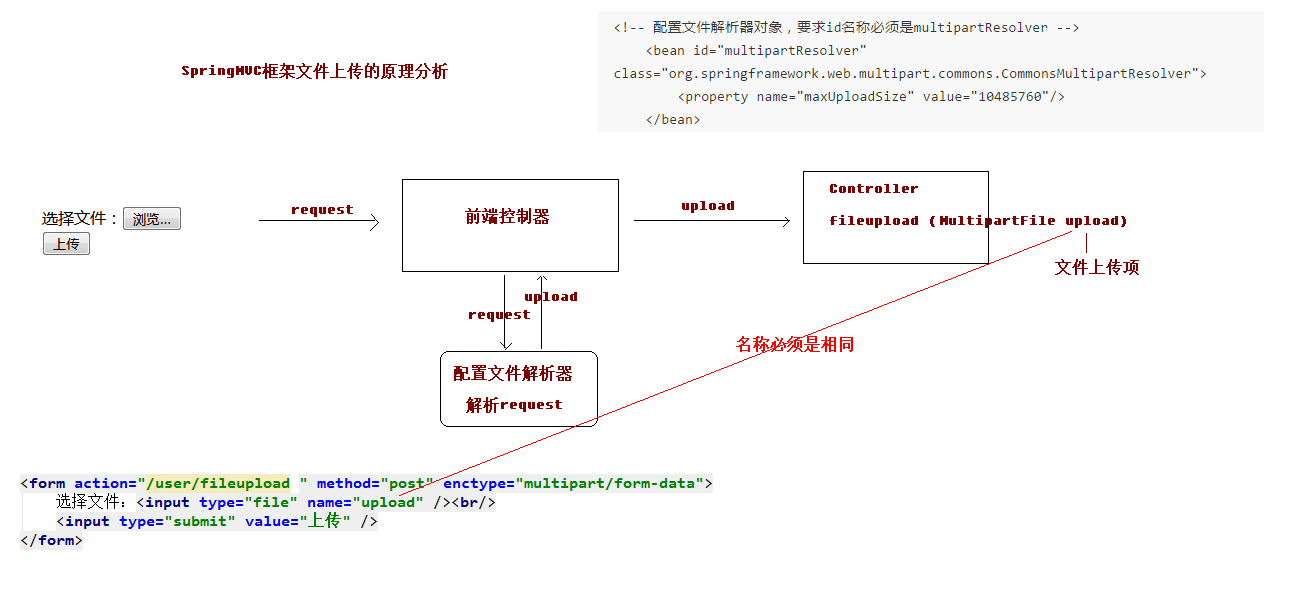 <!-- 配置文件解析器对象，要求id名称必须是multipartResolver -->
<bean id="multipartResolver"
class="org.springframework.web.multipart.commons.CommonsMultipartResolver">
<property name="maxUploadSize" value="10485760"/>
</bean>
SpringMVC框架文件上传的原理分析
选择文件：浏览...
上传
request
前端控制器
upload
Controller
fileupload (MultipartFile upload)
文件上传项
upload
request
名称必须是相同
配置文件解析器
解析request
<form action="/user/fileupload " method="post" enctype="multipart/form-data">
选择文件：<input type="file" name="upload" /><br/>
<input type="submit" value="上传" />
</form>